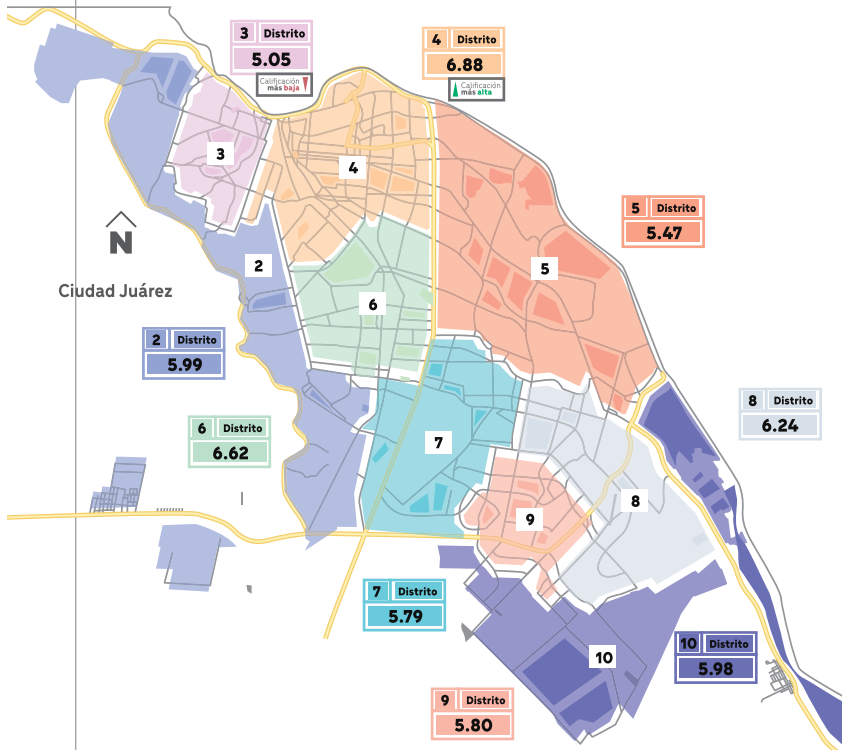 3 Distrito
5.05
Calificación
más baja
4 Distrito
6.88
Calificación
más alta
3
4
5 Distrito
5.47
N
2
5
Ciudad Juárez
6
2 Distrito
5.99
8 Distrito
6.24
6 Distrito
6.62
7
8
9
7 Distrito
5.79
10
10 Distrito
5.98
9 Distrito
5.80